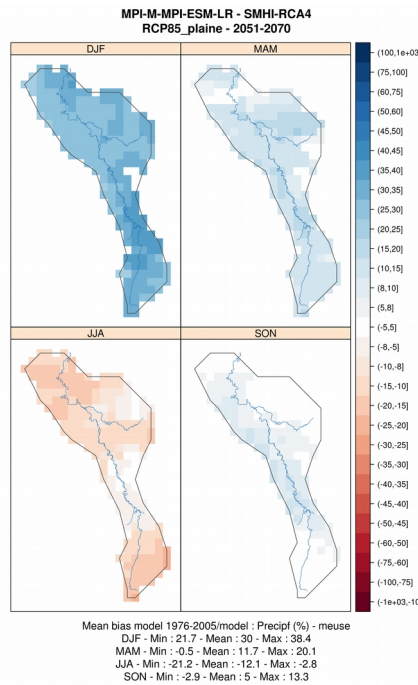 MPI-M-MPI-ESM-LR - SMHI-RCA4
RCP85_plaine - 2051-2070
DJF
MAM
JJA
SON
(100,1e+03
(75,100]
(60,75]
(50,60]
(45,50]
(40,45]
(35,40]
(30,35]
(25,30]
(20,25]
(15,20]
(10,15]
(8,10]
(5,8]
(-5,5]
(-8,-5]
(-10,-8]
(-15,-10]
(-20,-15]
(-25,-20]
(-30,-25]
(-35,-30]
(-40,-35]
(-45,-40]
(-50,-45]
(-60,-50]
(-75,-60]
(-100,-75]
(-1e+03,-10
Mean bias model 1976-2005/model : Precipf (%) - meuse
DJF - Min : 21.7 - Mean : 30 - Max : 38.4
MAM - Min : -0.5 - Mean : 11.7 - Max : 20.1
JJA - Min : -21.2 - Mean : -12.1 - Max : -2.8
SON - Min : -2.9 - Mean : 5 - Max : 13.3